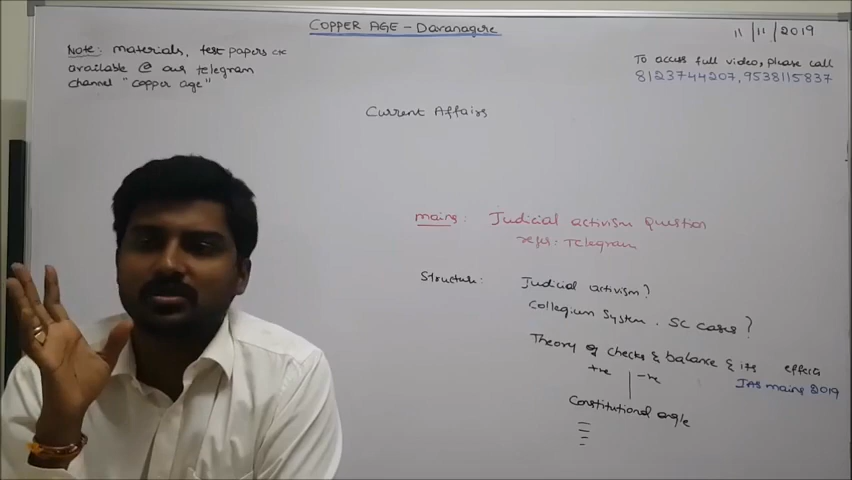 COPPER AGE - Davanagere
11/11/2019
Note: materials, test papers etc
available @ our telegram
channel "copper age"
To access full video, please call
8123744207, 9538115837
Current Affairs
mains: Judicial activism Question
refer: Telegram
Structure: Judicial activism?
Collegium System. SC cases?
Theory of checks & balance & its effects
+ve -ve
IAS mains 2019
Constitutional angle